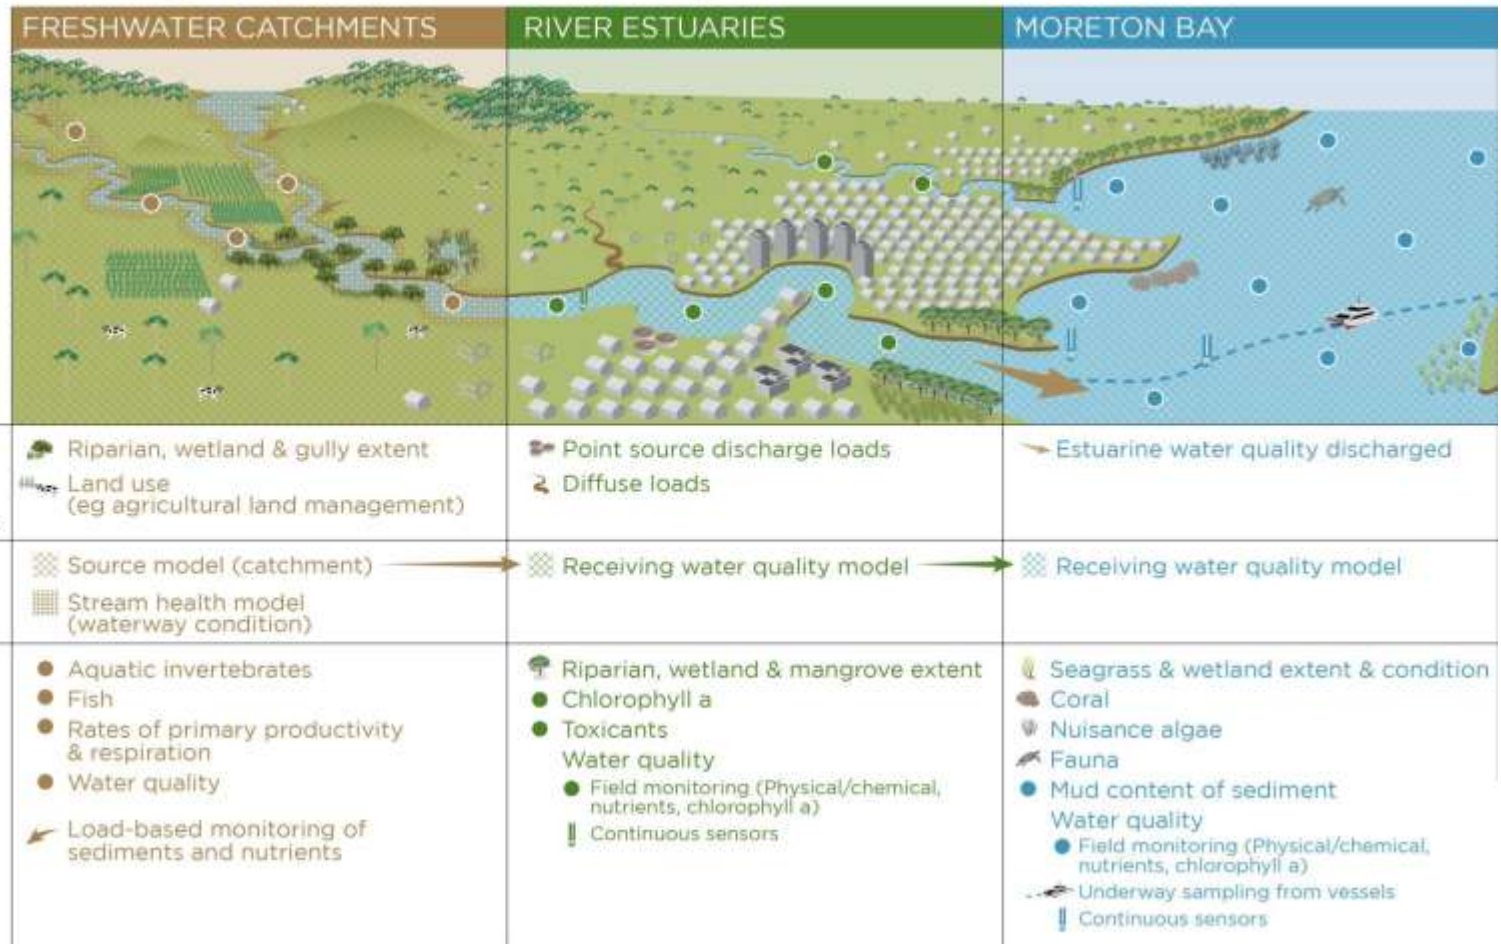 FRESHWATER CATCHMENTS
RIVER ESTUARIES
MORETON BAY
Riparian, wetland & gully extent
Land use
(eg agricultural land management)
Point source discharge loads
Diffuse loads
Estuarine water quality discharged
Source model (catchment)
Stream health model
(waterway condition)
Receiving water quality model
Receiving water quality model
Aquatic invertebrates
Fish
Rates of primary productivity
& respiration
Water quality
Load-based monitoring of
sediments and nutrients
Riparian, wetland & mangrove extent
Chlorophyll a
Toxicants
Water quality
Field monitoring (Physical/chemical,
nutrients, chlorophyll a)
Continuous sensors
Seagrass & wetland extent & condition
Coral
Nuisance algae
Fauna
Mud content of sediment
Water quality
Field monitoring (Physical/chemical,
nutrients, chlorophyll a)
Underway sampling from vessels
Continuous sensors